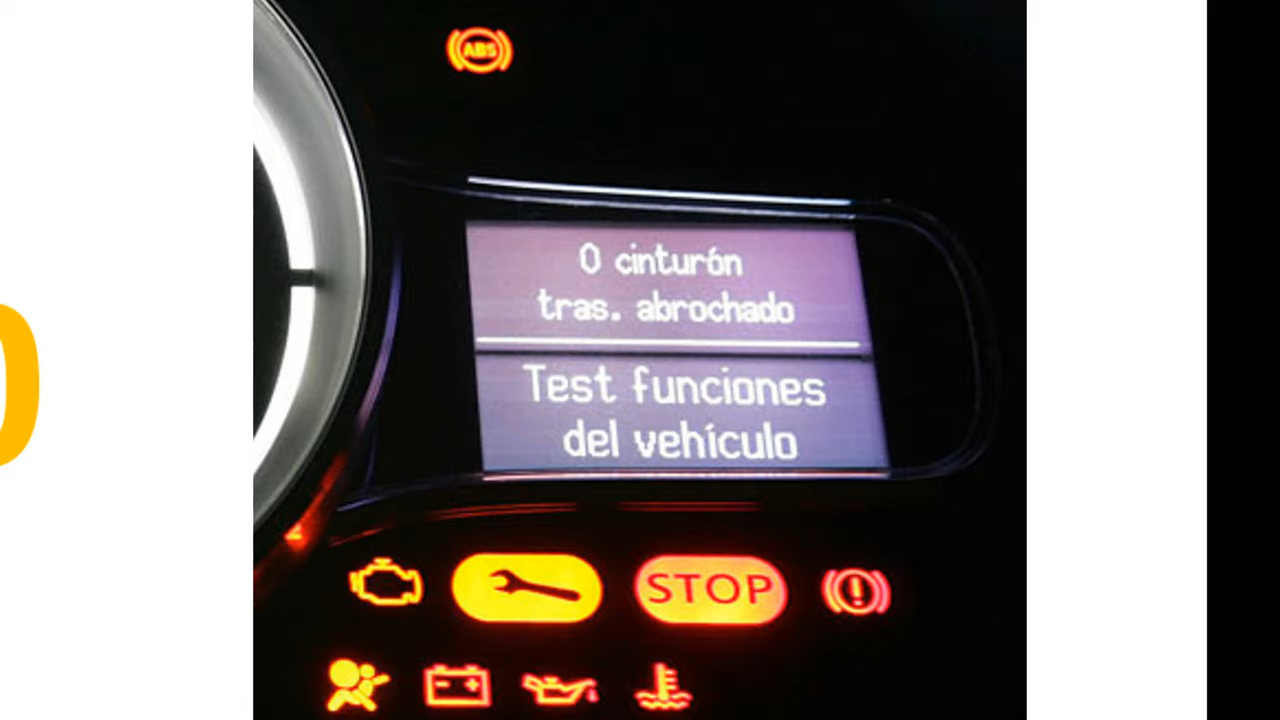 ABS
0 cinturón
tras. abrochado
Test funciones
del vehículo
STOP